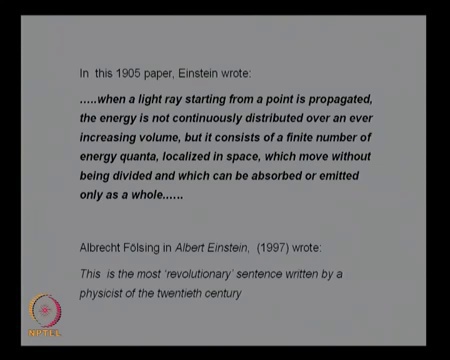 In this 1905 paper, Einstein wrote:
.....when a light ray starting from a point is propagated,
the energy is not continuously distributed over an ever
increasing volume, but it consists of a finite number of
energy quanta, localized in space, which move without
being divided and which can be absorbed or emitted
only as a whole......
Albrecht Fölsing in Albert Einstein, (1997) wrote:
This is the most 'revolutionary' sentence written by a
physicist of the twentieth century
NPTEL